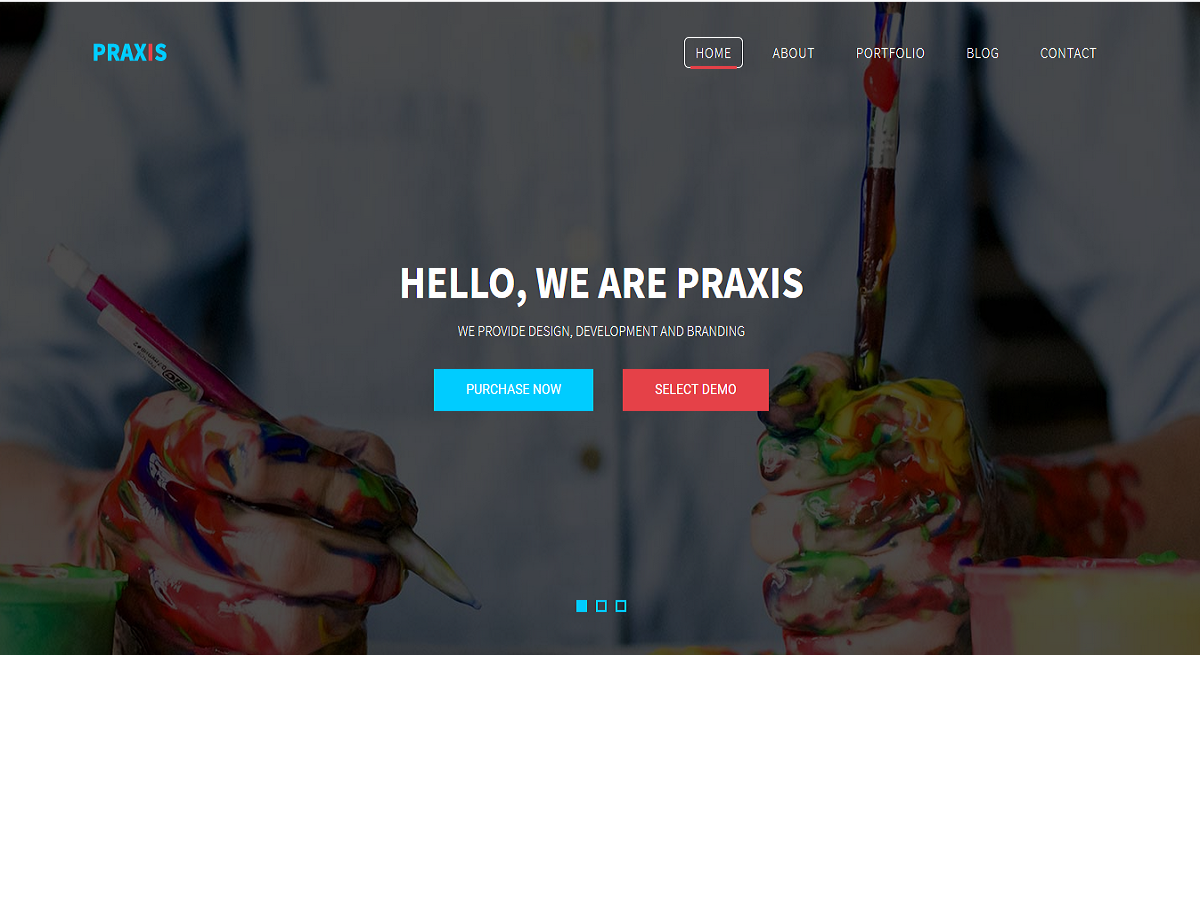 PRAXIS
HOME ABOUT PORTFOLIO BLOG CONTACT
HELLO, WE ARE PRAXIS
WE PROVIDE DESIGN, DEVELOPMENT AND BRANDING
PURCHASE NOW SELECT DEMO
BIC